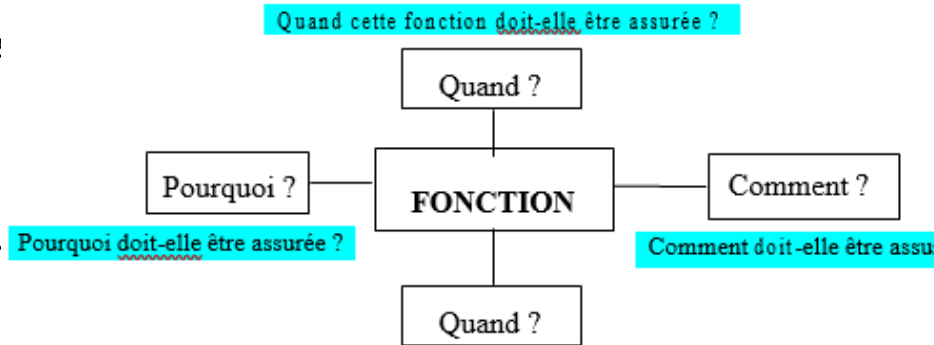 Quand cette fonction doit-elle être assurée ?
Quand ?
Pourquoi ?
FONCTION
Comment ?
Pourquoi doit-elle être assurée ?
Comment doit-elle être
Quand ?